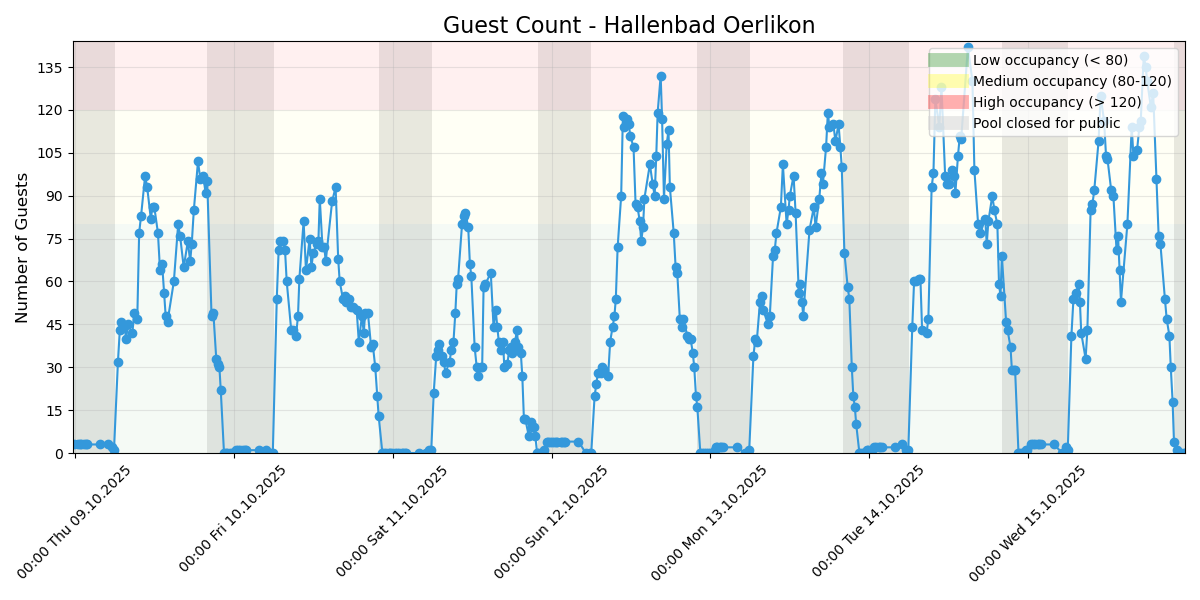 Guest Count - Hallenbad Oerlikon
Number of Guests
135
120
105
90
75
60
45
30
15
0
Low occupancy (< 80)
Medium occupancy (80-120)
High occupancy (> 120)
Pool closed for public
00:00 Thu 09.10.2025
00:00 Fri 10.10.2025
00:00 Sat 11.10.2025
00:00 Sun 12.10.2025
00:00 Mon 13.10.2025
00:00 Tue 14.10.2025
00:00 Wed 15.10.2025